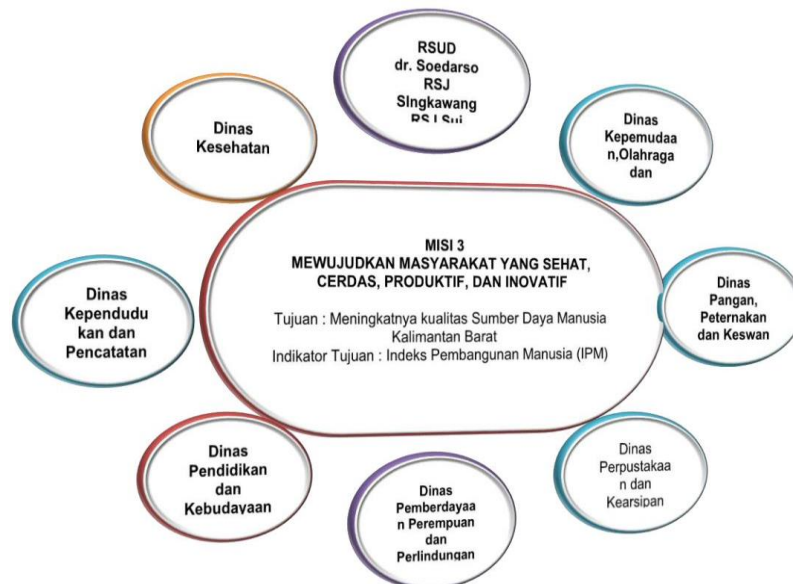 RSUD
dr. Soedarso
RSJ
SIngkawang
RSJ Sui
Dinas
Kesehatan
Dinas
Kepemudaa
n,Olahraga
dan
MISI 3
MEWUJUDKAN MASYARAKAT YANG SEHAT,
CERDAS, PRODUKTIF, DAN INOVATIF
Tujuan : Meningkatnya kualitas Sumber Daya Manusia
Kalimantan Barat
Indikator Tujuan : Indeks Pembangunan Manusia (IPM)
Dinas
Kependudu
kan dan
Pencatatan
Dinas
Pangan,
Peternakan
dan Keswan
Dinas
Pendidikan
dan
Kebudayaan
Dinas
Pemberdayaa
n Perempuan
dan
Perlindungan
Dinas
Perpustakaa
n dan
Kearsipan